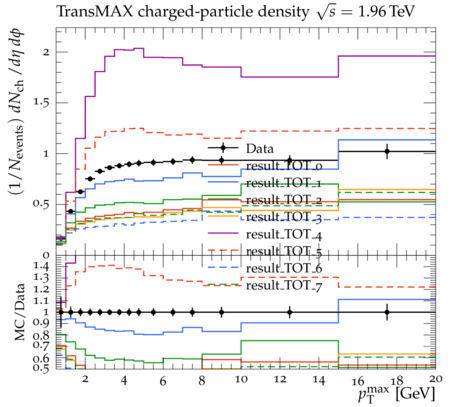 TransMAX charged-particle density √s = 1.96 TeV
(1/N_events) dN_ch/dη dϕ
2
1.5
1
0.5
0
Data
result_TOT_0
result_TOT_1
result_TOT_2
result_TOT_3
result_TOT_4
result_TOT_5
result_TOT_6
result_TOT_7
MC/Data
1.4
1.3
1.2
1.1
1
0.9
0.8
0.7
0.6
0.5
2 4 6 8 10 12 14 16 18 20
p_T^max [GeV]